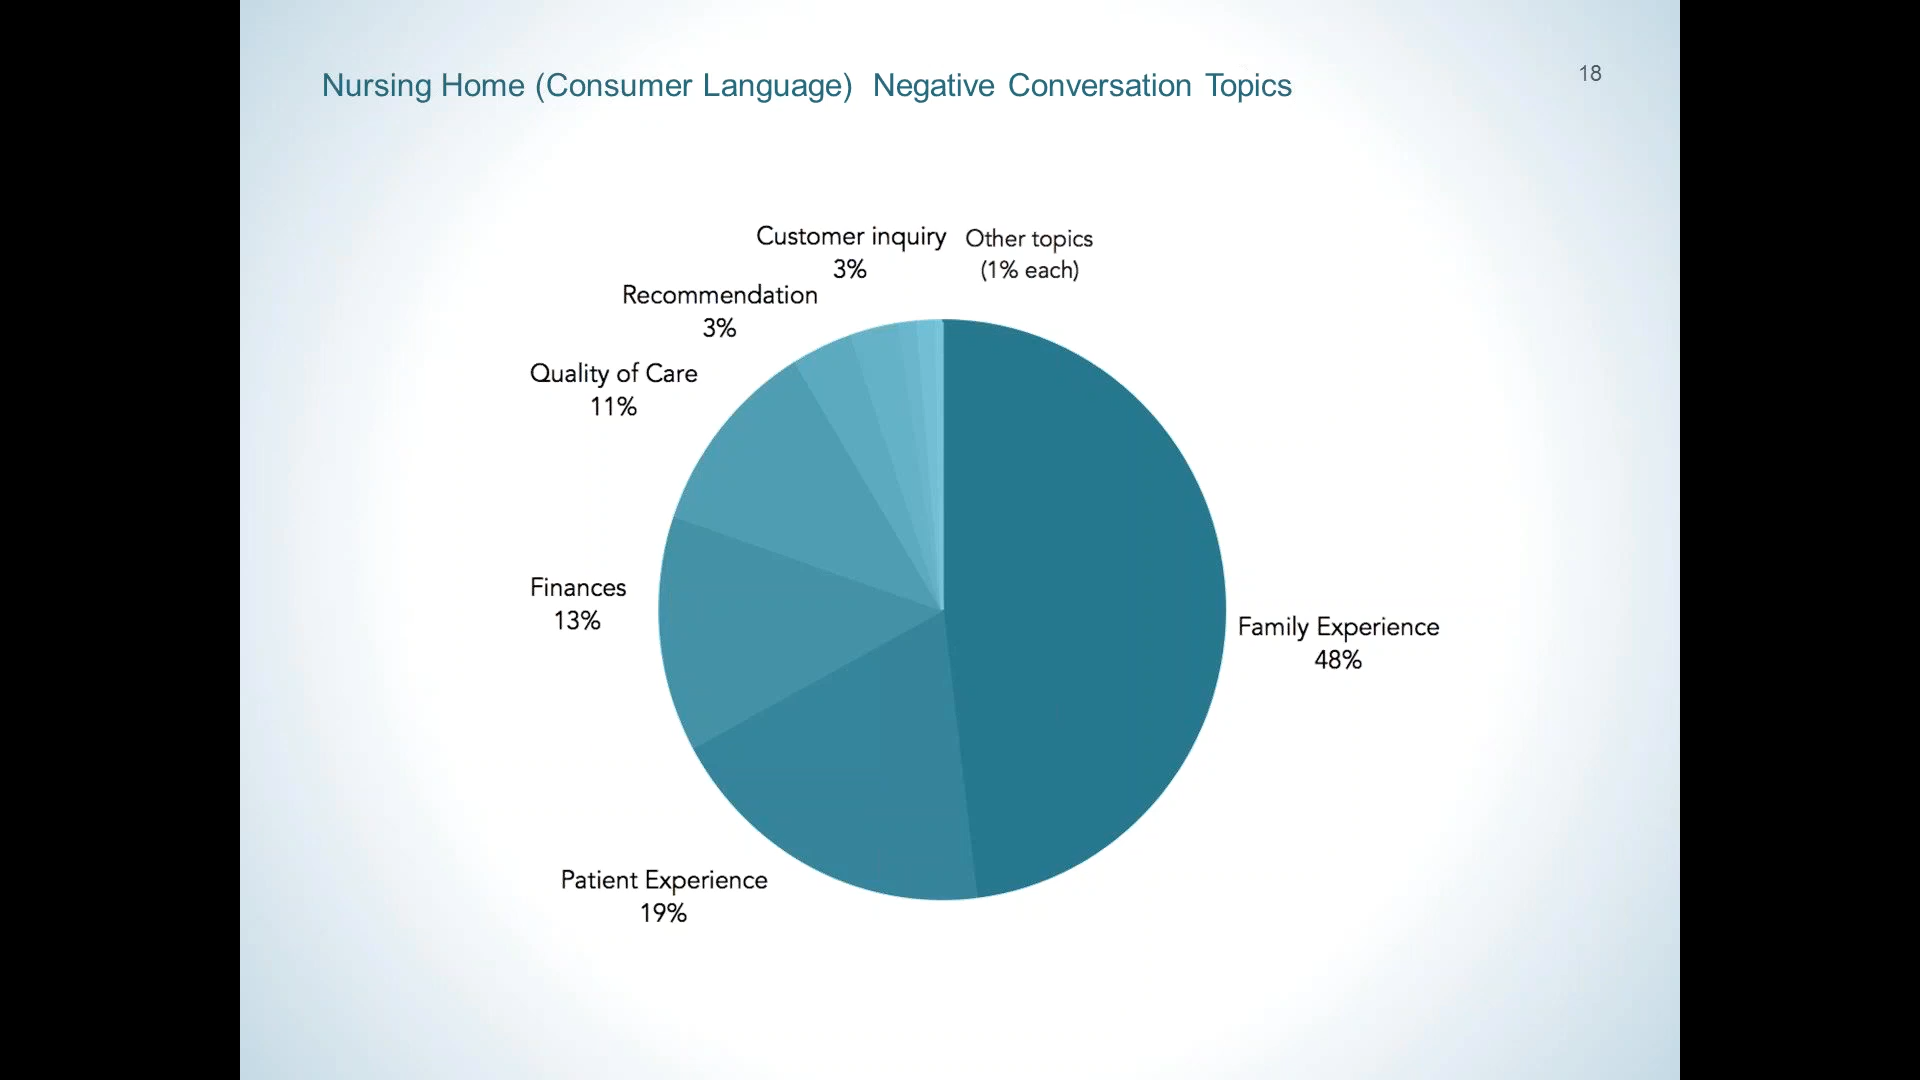 Nursing Home (Consumer Language) Negative Conversation Topics
18
Customer inquiry
3%
Other topics
(1% each)
Recommendation
3%
Quality of Care
11%
Finances
13%
Family Experience
48%
Patient Experience
19%